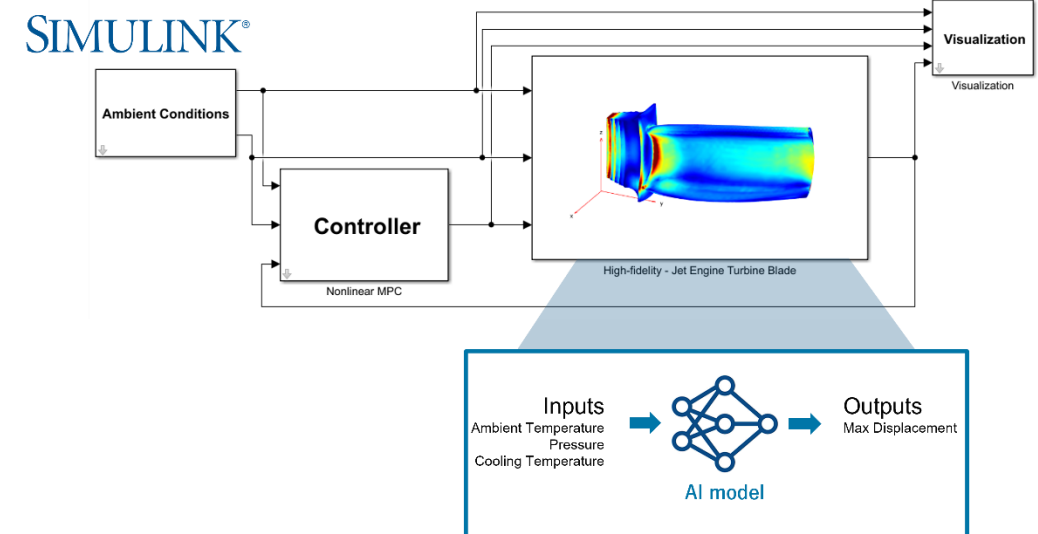 SIMULINK®
Ambient Conditions
Controller
Nonlinear MPC
z
x
y
High-fidelity - Jet Engine Turbine Blade
Visualization
Visualization
Inputs
Ambient Temperature
Pressure
Cooling Temperature
AI model
Outputs
Max Displacement